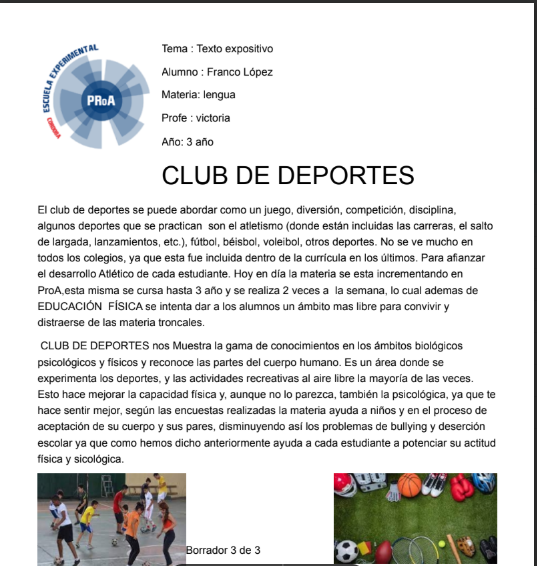 ESCUELA EXPERIMENTAL
PRoA
CORDOBA
Tema : Texto expositivo
Alumno : Franco López
Materia: lengua
Profe : victoria
Año: 3 año
CLUB DE DEPORTES
El club de deportes se puede abordar como un juego, diversión, competición, disciplina,
algunos deportes que se practican son el atletismo (donde están incluidas las carreras, el salto
de largada, lanzamientos, etc.), fútbol, béisbol, voleibol, otros deportes. No se ve mucho en
todos los colegios, ya que esta fue incluida dentro de la currícula en los últimos. Para afianzar
el desarrollo Atlético de cada estudiante. Hoy en día la materia se esta incrementando en
ProA,esta misma se cursa hasta 3 año y se realiza 2 veces a la semana, lo cual ademas de
EDUCACIÓN FÍSICA se intenta dar a los alumnos un ámbito mas libre para convivir y
distraerse de las materia troncales.
CLUB DE DEPORTES nos Muestra la gama de conocimientos en los ámbitos biológicos
psicológicos y físicos y reconoce las partes del cuerpo humano. Es un área donde se
experimenta los deportes, y las actividades recreativas al aire libre la mayoría de las veces.
Esto hace mejorar la capacidad física y, aunque no lo parezca, también la psicológica, ya que te
hace sentir mejor, según las encuestas realizadas la materia ayuda a niños y en el proceso de
aceptación de su cuerpo y sus pares, disminuyendo así los problemas de bullying y deserción
escolar ya que como hemos dicho anteriormente ayuda a cada estudiante a potenciar su actitud
física y sicológica.
Borrador 3 de 3